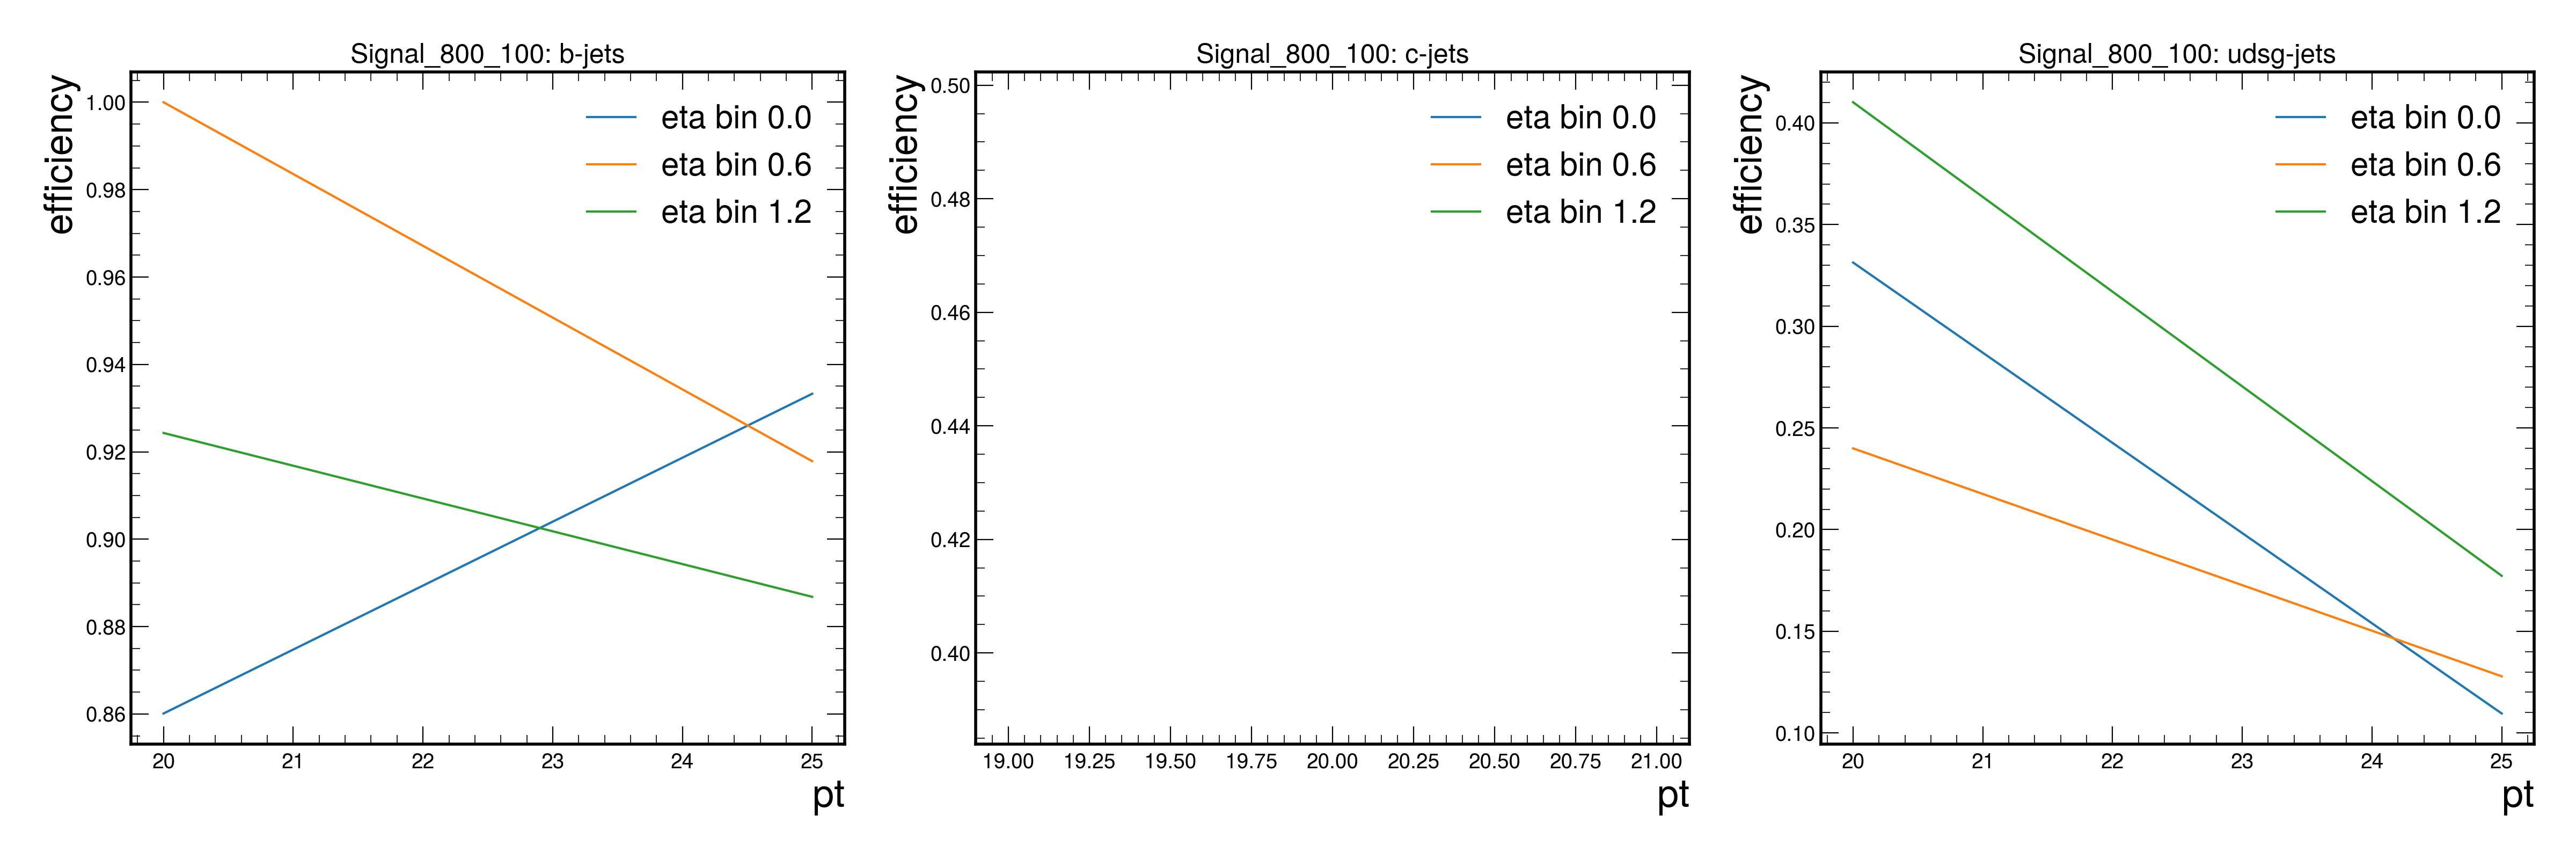 Signal_800_100: b-jets
efficiency
1.00
0.98
0.96
0.94
0.92
0.90
0.88
0.86
eta bin 0.0
eta bin 0.6
eta bin 1.2
20 21 22 23 24 25
pt
Signal_800_100: c-jets
efficiency
0.50
0.48
0.46
0.44
0.42
0.40
eta bin 0.0
eta bin 0.6
eta bin 1.2
19.00 19.25 19.50 19.75 20.00 20.25 20.50 20.75 21.00
pt
Signal_800_100: udsg-jets
efficiency
0.40
0.35
0.30
0.25
0.20
0.15
0.10
eta bin 0.0
eta bin 0.6
eta bin 1.2
20 21 22 23 24 25
pt